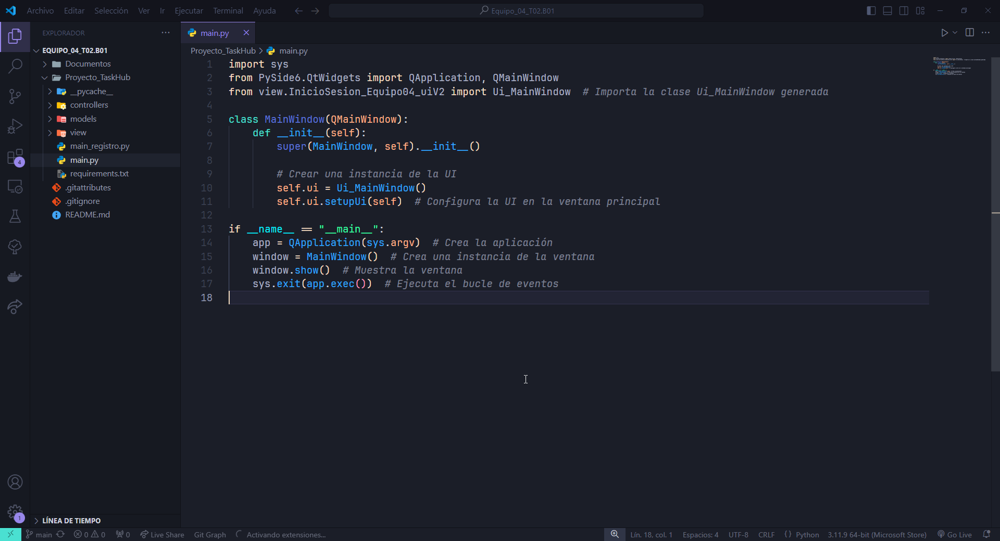 Archivo Editar Selección Ver Ir Ejecutar Terminal Ayuda Equipo_04_T02.B01
EXPLORADOR
EQUIPO_04_T02.B01
Documentos
Proyecto_TaskHub
__pycache__
controllers
models
view
main_registro.py
main.py
requirements.txt
.gitattributes
.gitignore
README.md
LÍNEA DE TIEMPO
4
1
main.py
Proyecto_TaskHub > main.py
1 import sys
2 from PySide6.QtWidgets import QApplication, QMainWindow
3 from view.InicioSesion_Equipo04_uiV2 import Ui_MainWindow # Importa la clase Ui_MainWindow generada
4
5 class MainWindow(QMainWindow):
6 def __init__(self):
7 super(MainWindow, self).__init__()
8
9 # Crear una instancia de la UI
10 self.ui = Ui_MainWindow()
11 self.ui.setupUi(self) # Configura la UI en la ventana principal
12
13 if __name__ == "__main__":
14 app = QApplication(sys.argv) # Crea la aplicación
15 window = MainWindow() # Crea una instancia de la ventana
16 window.show() # Muestra la ventana
17 sys.exit(app.exec()) # Ejecuta el bucle de eventos
18
main 0 0 0 Live Share Git Graph Activando extensiones... Lín. 18, col. 1 Espacios: 4 UTF-8 CRLF {} Python 3.11.9 64-bit (Microsoft Store) Go Live